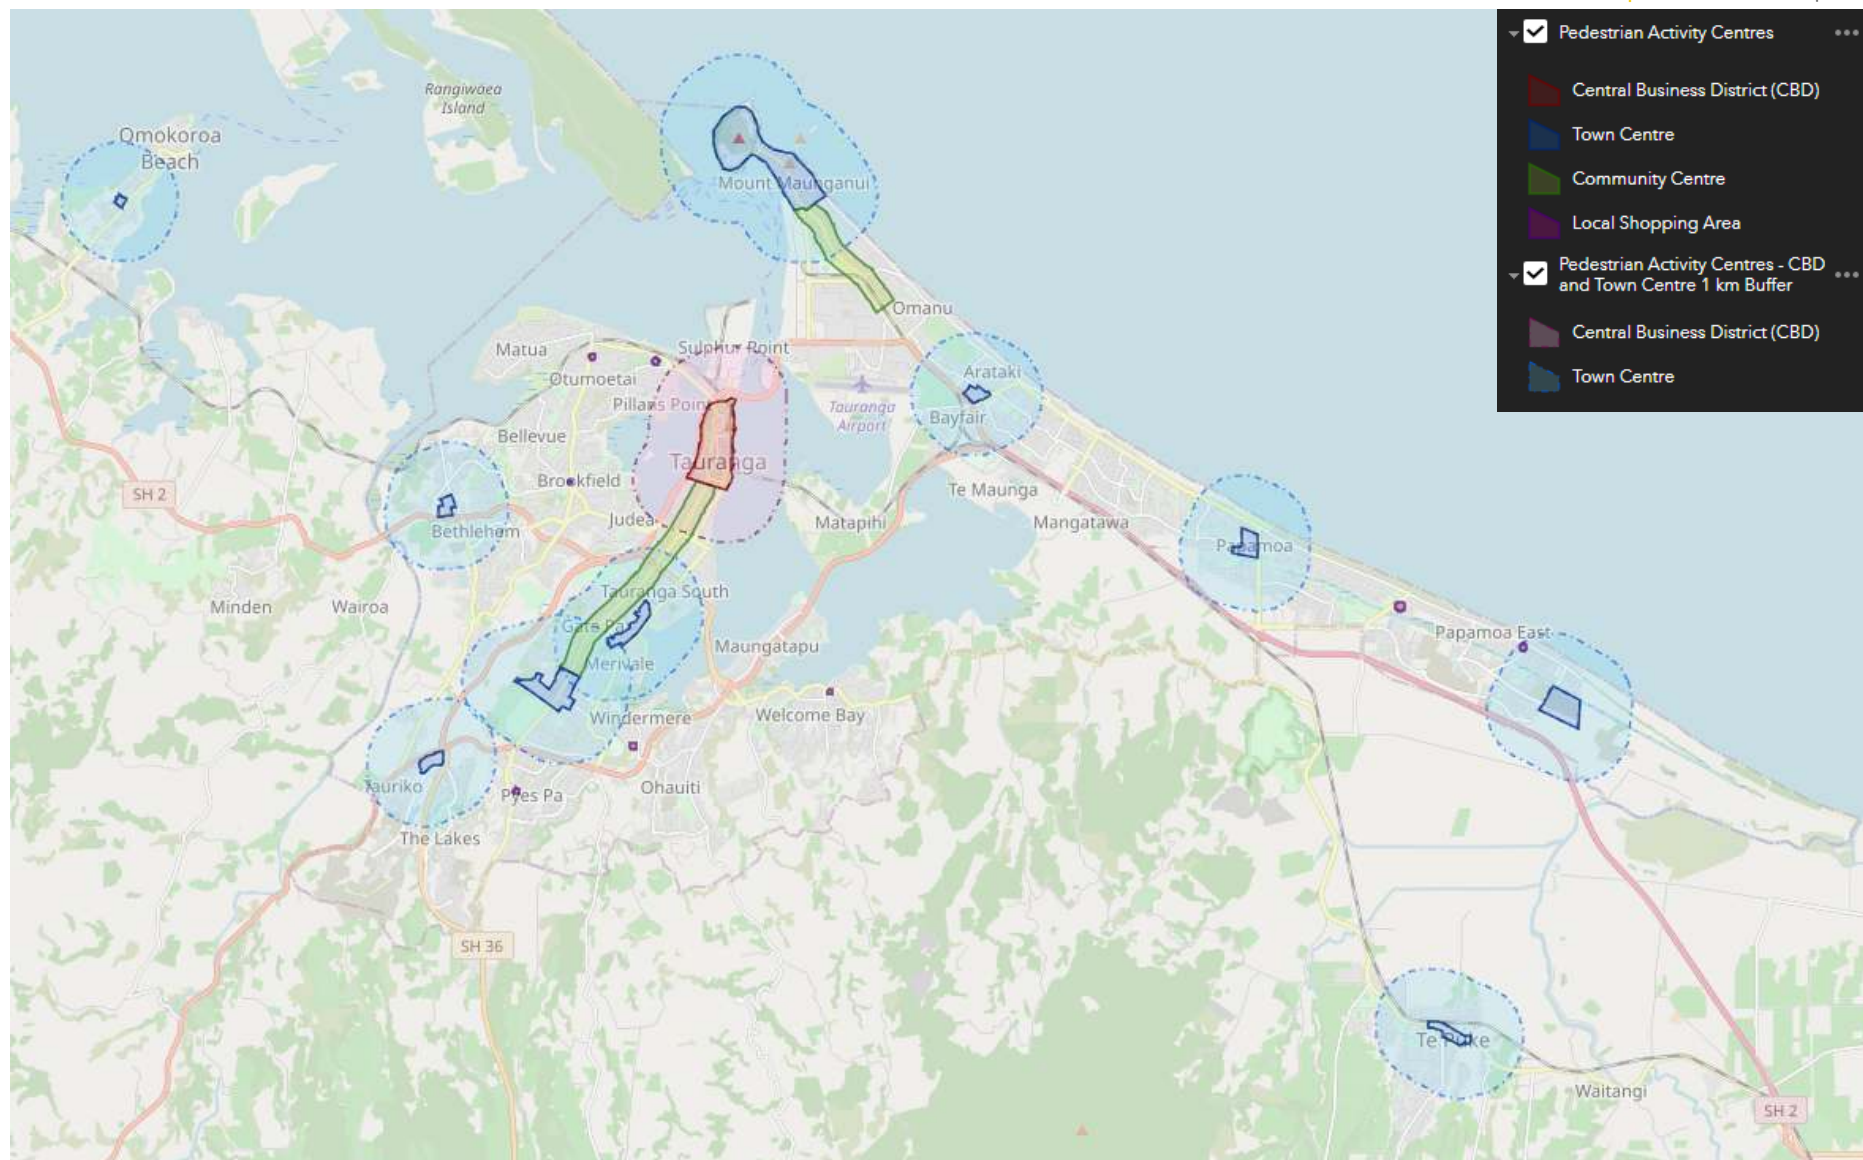 Pedestrian Activity Centres
Central Business District (CBD)
Town Centre
Community Centre
Local Shopping Area
Pedestrian Activity Centres - CBD
and Town Centre 1 km Buffer
Central Business District (CBD)
Town Centre
Rangiwaea
Island
Omokoroa
Beach
Mount Maunganui
Omanu
Matua
Sulphur Point
Otumoetai
Arataki
Pillans Point
Tauranga
Airport
Bayfair
Bellevue
Tauranga
Brookfield
Te Maunga
SH 2
Judea
Matapihi
Mangatawa
Bethlehem
Papamoa
Tauranga South
Minden
Wairoa
Gate Pa
Papamoa East
Maungatapu
Merivale
Windermere
Welcome Bay
Tauriko
Pyes Pa
Ohauiti
The Lakes
SH 36
Te Puke
Waitangi
SH 2